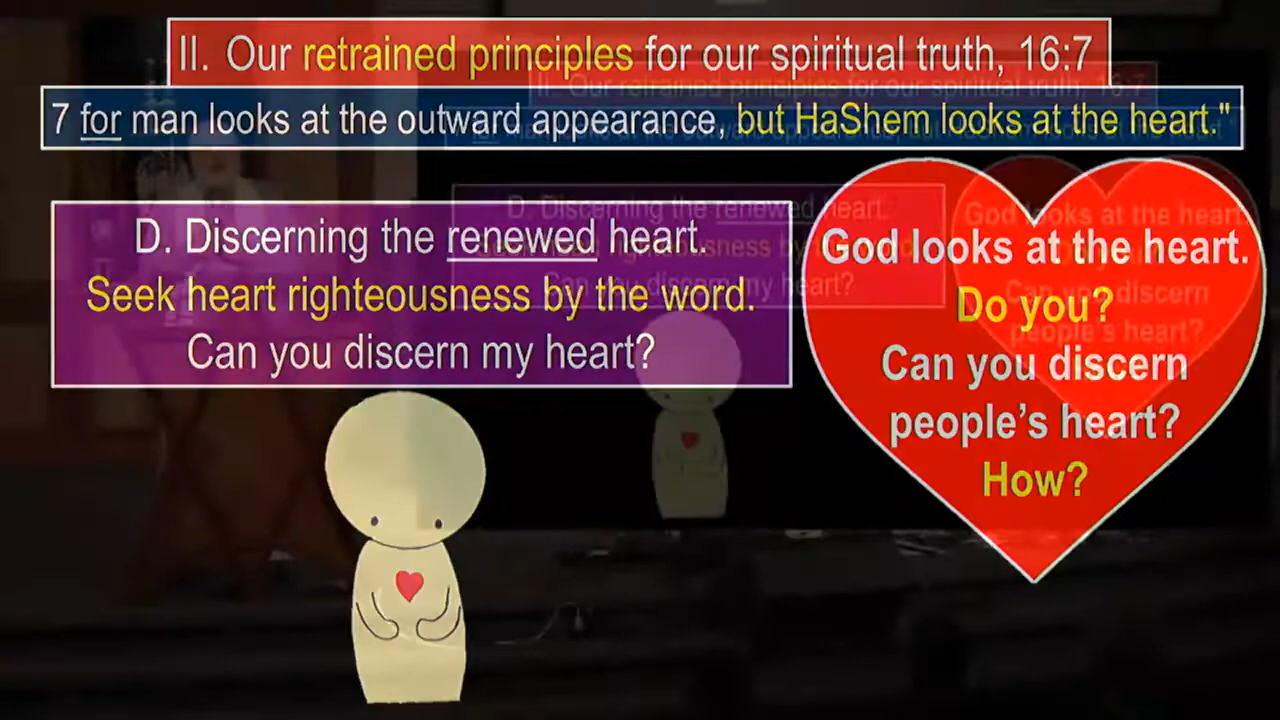 II. Our retrained principles for our spiritual truth, 16:7
7 for man looks at the outward appearance, but HaShem looks at the heart."
D. Discerning the renewed heart.
Seek heart righteousness by the word.
Can you discern my heart?
God looks at the heart.
Do you?
Can you discern
people's heart?
How?